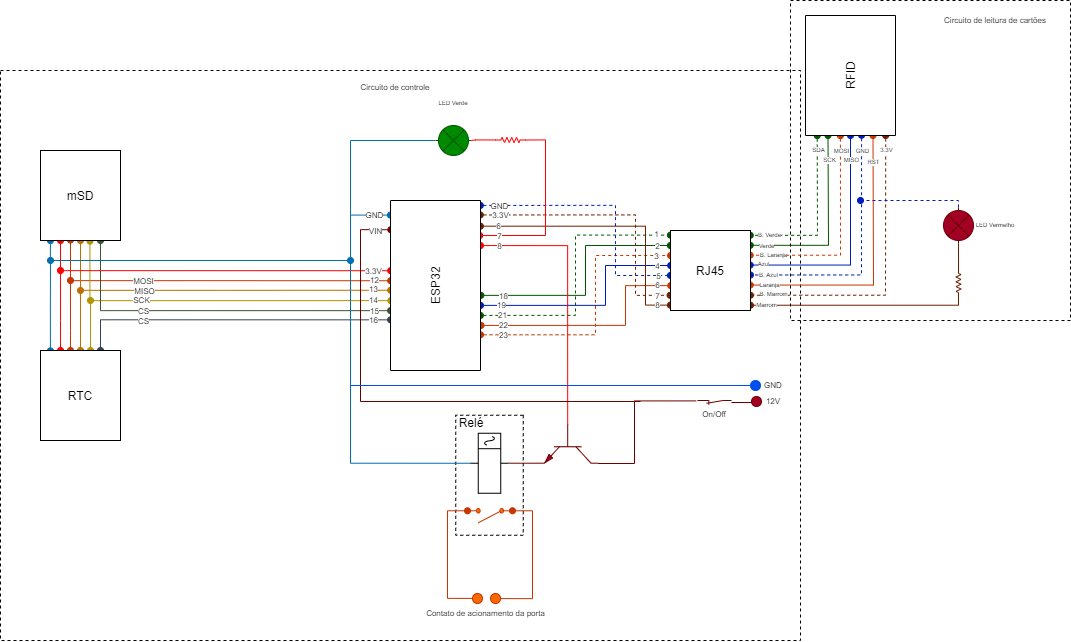 Circuito de leitura de cartões
RFID
SDA
SCK
MOSI
MISO
GND
RST
3.3V
LED Vermelho
Circuito de controle
LED Verde
mSD
RTC
MOSI
MISO
SCK
CS
CS
GND
VIN
3.3V
12
13
14
15
16
ESP32
GND
3.3V
6
7
8
18
19
21
22
23
1
2
3
4
5
6
7
8
RJ45
B. Verde
Verde
B. Laranja
Azul
B. Azul
Laranja
B. Marrom
Marrom
GND
12V
On/Off
Relé
Contato de acionamento da porta